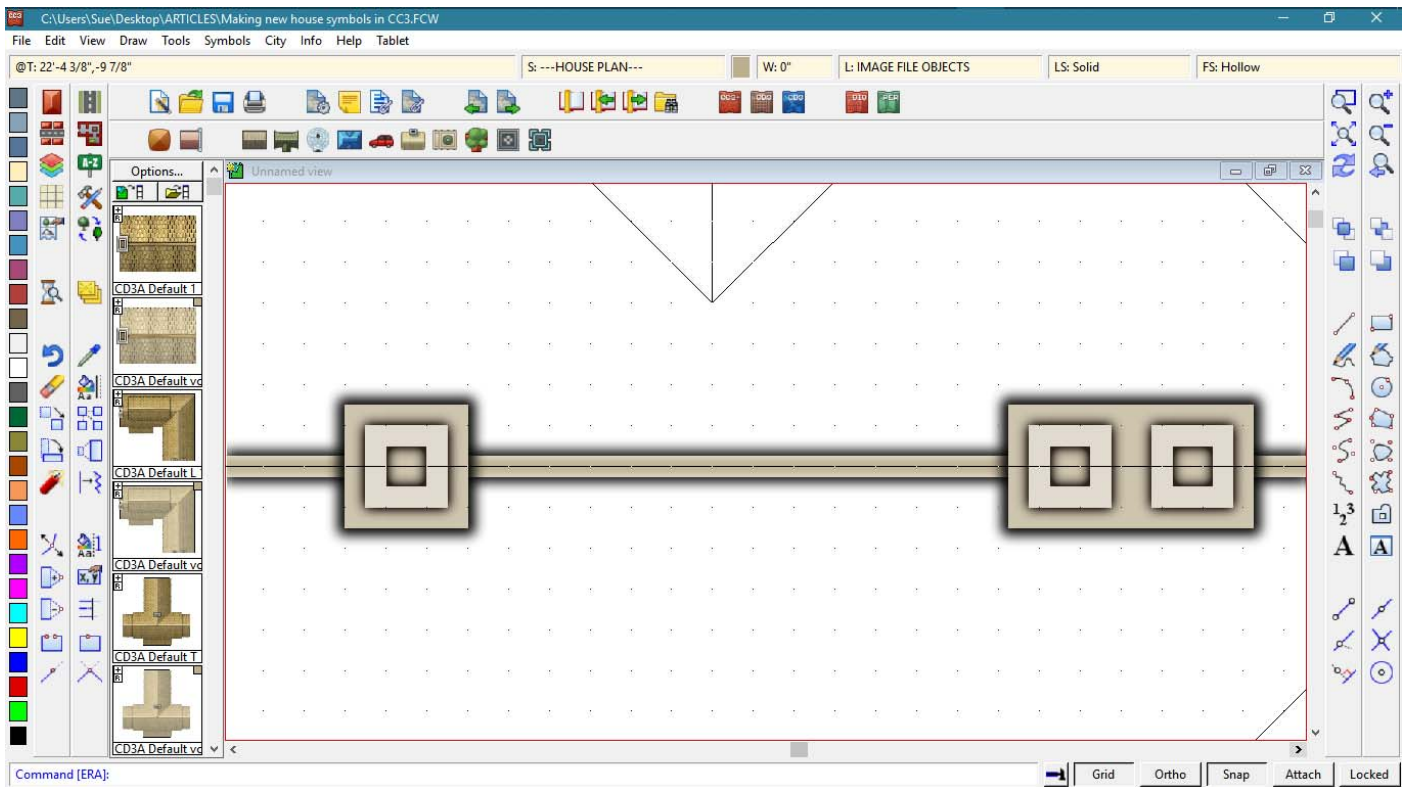 C:\Users\Sue\Desktop\ARTICLES\Making new house symbols in CC3.FCW
File Edit View Draw Tools Symbols City Info Help Tablet
@T: 22'-4 3/8",-9 7/8" S: ---HOUSE PLAN--- W: 0" L: IMAGE FILE OBJECTS LS: Solid FS: Hollow
A-Z
Options...
Unnamed view
CD3A Default 1
CD3A Default vc
CD3A Default L
CD3A Default vc
CD3A Default T
CD3A Default vc
Command [ERA]:
Grid Ortho Snap Attach Locked